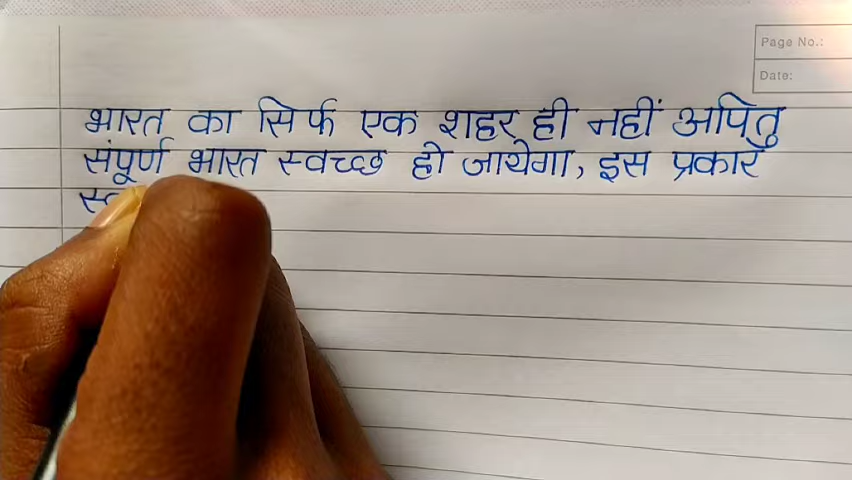 Page No.:
Date:
भारत का सिर्फ एक शहर ही नहीं अपितु
संपूर्ण भारत स्वच्छ हो जायेगा, इस प्रकार